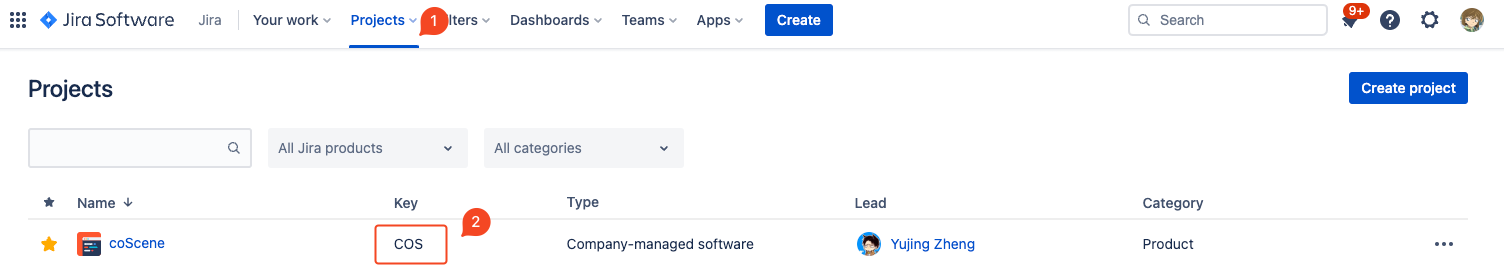 Jira Software Jira Your work Projects 1 lters Dashboards Teams Apps Create Search 9+ ?
Projects Create project
All Jira products All categories
Name Key Type Lead Category
2
coScene COS Company-managed software Yujing Zheng Product